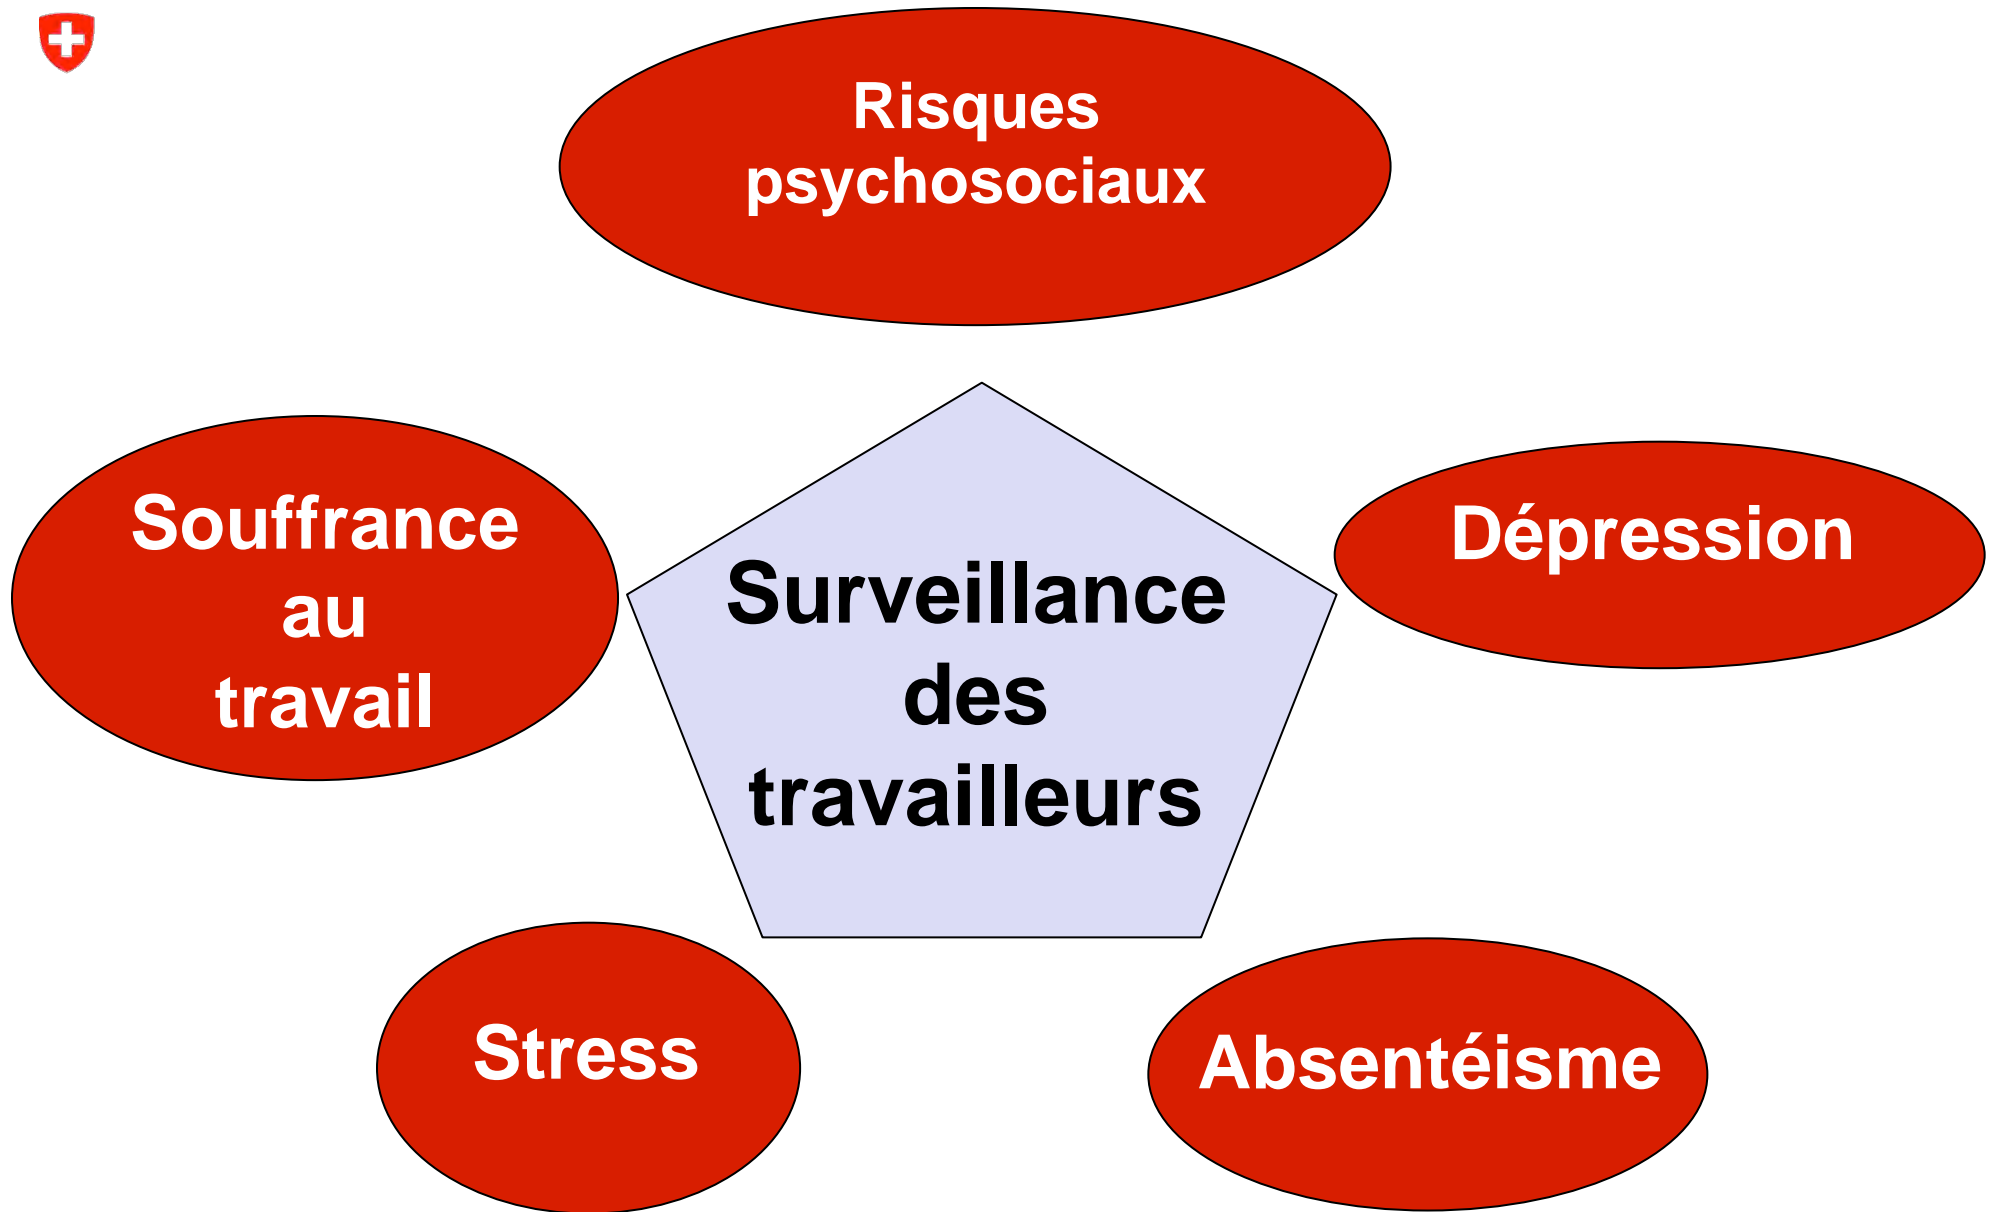 Risques
psychosociaux
Souffrance
au
travail
Surveillance
des
travailleurs
Dépression
Stress
Absentéisme